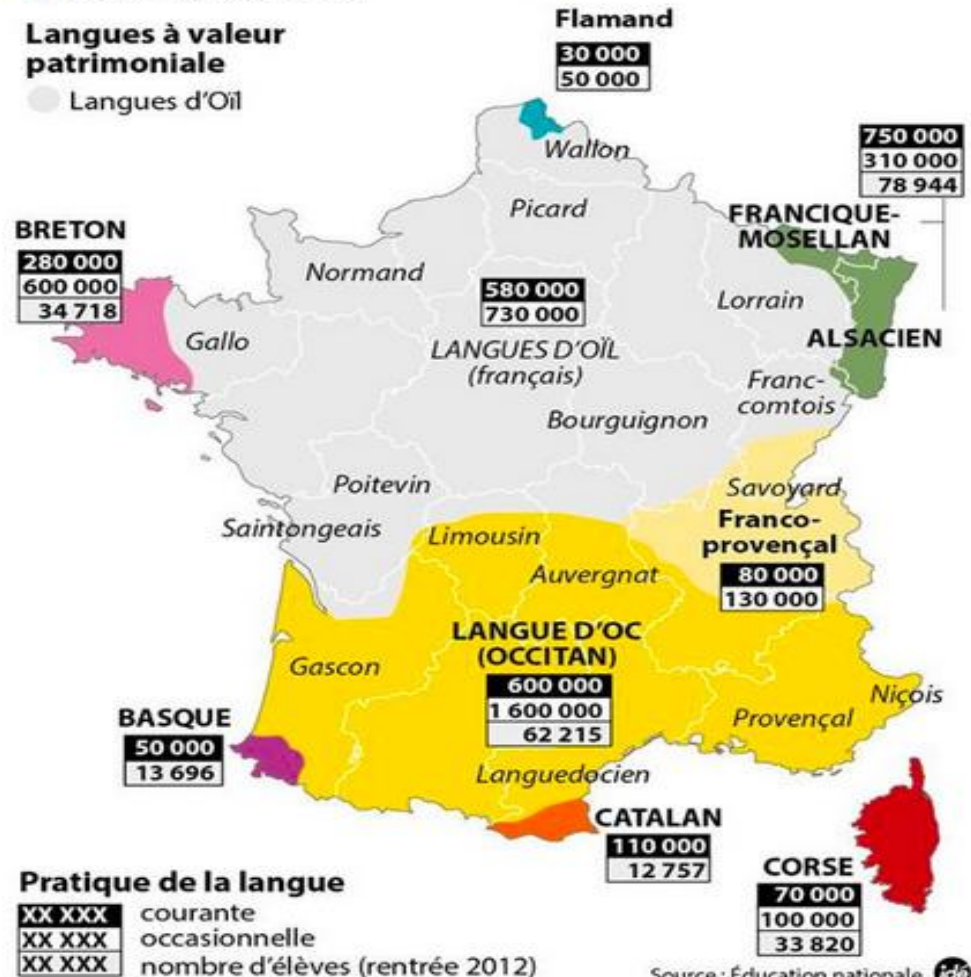 Langues à valeur
patrimoniale
Langues d'Oïl
Flamand
30 000
50 000
Wallon
750 000
310 000
78 944
FRANCIQUE-
MOSELLAN
ALSACIEN
Picard
BRETON
280 000
600 000
34 718
Normand
Gallo
580 000
730 000
LANGUES D'OÏL
(français)
Lorrain
Franc-
comtois
Bourguignon
Poitevin
Saintongeais
Savoyard
Franco-
provençal
80 000
130 000
Limousin
Auvergnat
LANGUE D'OC
(OCCITAN)
600 000
1 600 000
62 215
Gascon
Niçois
Provençal
BASQUE
50 000
13 696
Languedocien
CATALAN
110 000
12 757
CORSE
70 000
100 000
33 820
Pratique de la langue
XX XXX courante
XX XXX occasionnelle
XX XXX nombre d'élèves (rentrée 2012)
Source : Éducation nationale